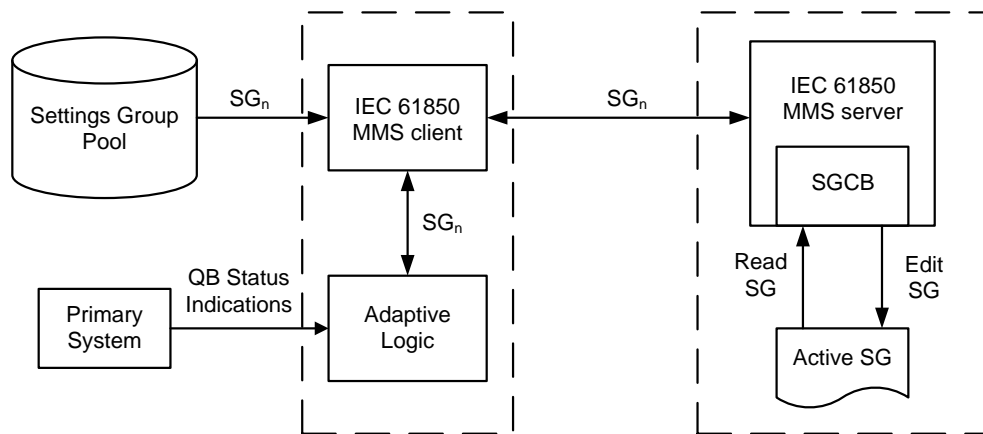 Settings Group
Pool
SGn
IEC 61850
MMS client
SGn
IEC 61850
MMS server
SGCB
SGn
Read
SG
Edit
SG
QB Status
Indications
Primary
System
Adaptive
Logic
Active SG